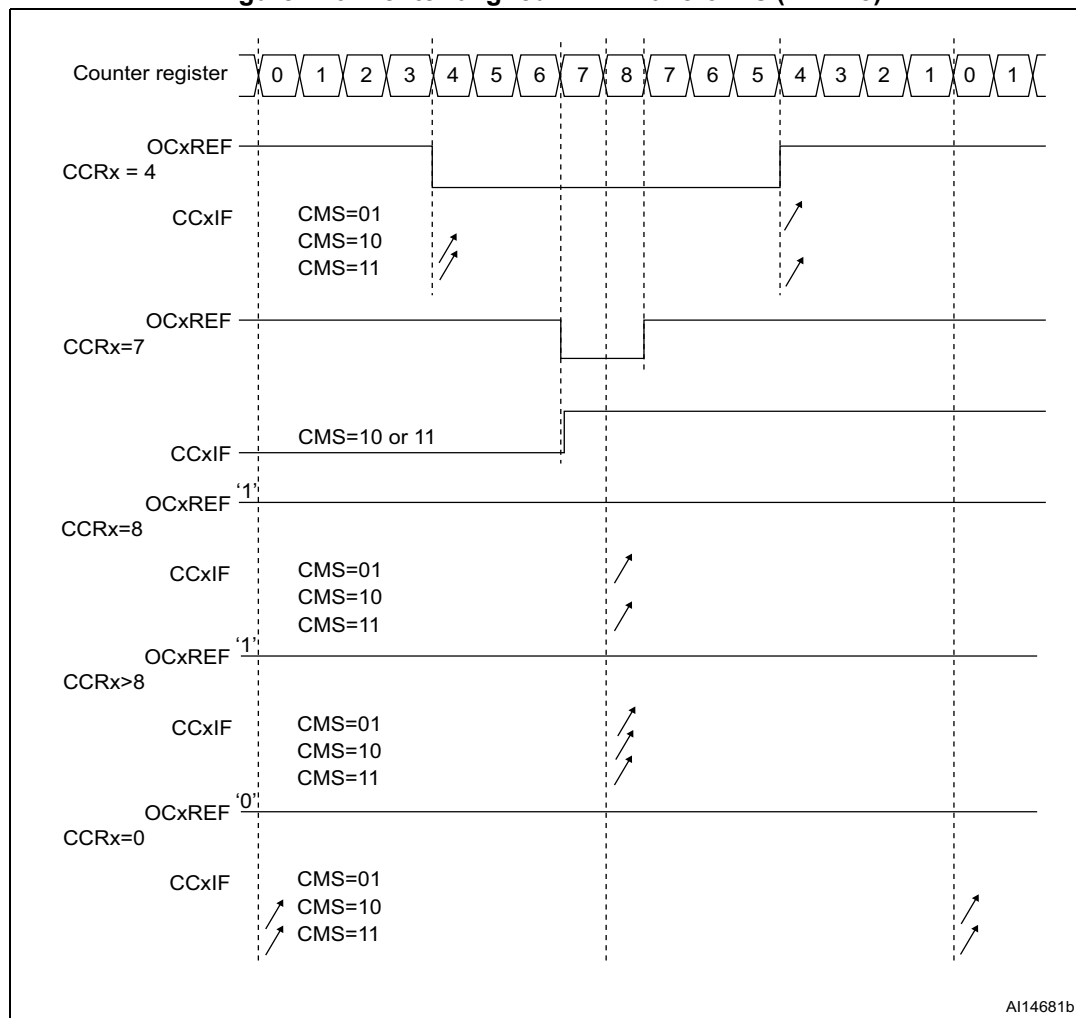 Counter register 0 1 2 3 4 5 6 7 8 7 6 5 4 3 2 1 0 1
OCxREF
CCRx = 4
CCxIF
CMS=01
CMS=10
CMS=11
OCxREF
CCRx=7
CMS=10 or 11
CCxIF
OCxREF '1'
CCRx=8
CCxIF
CMS=01
CMS=10
CMS=11
OCxREF '1'
CCRx>8
CCxIF
CMS=01
CMS=10
CMS=11
OCxREF '0'
CCRx=0
CCxIF
CMS=01
CMS=10
CMS=11
AI14681b